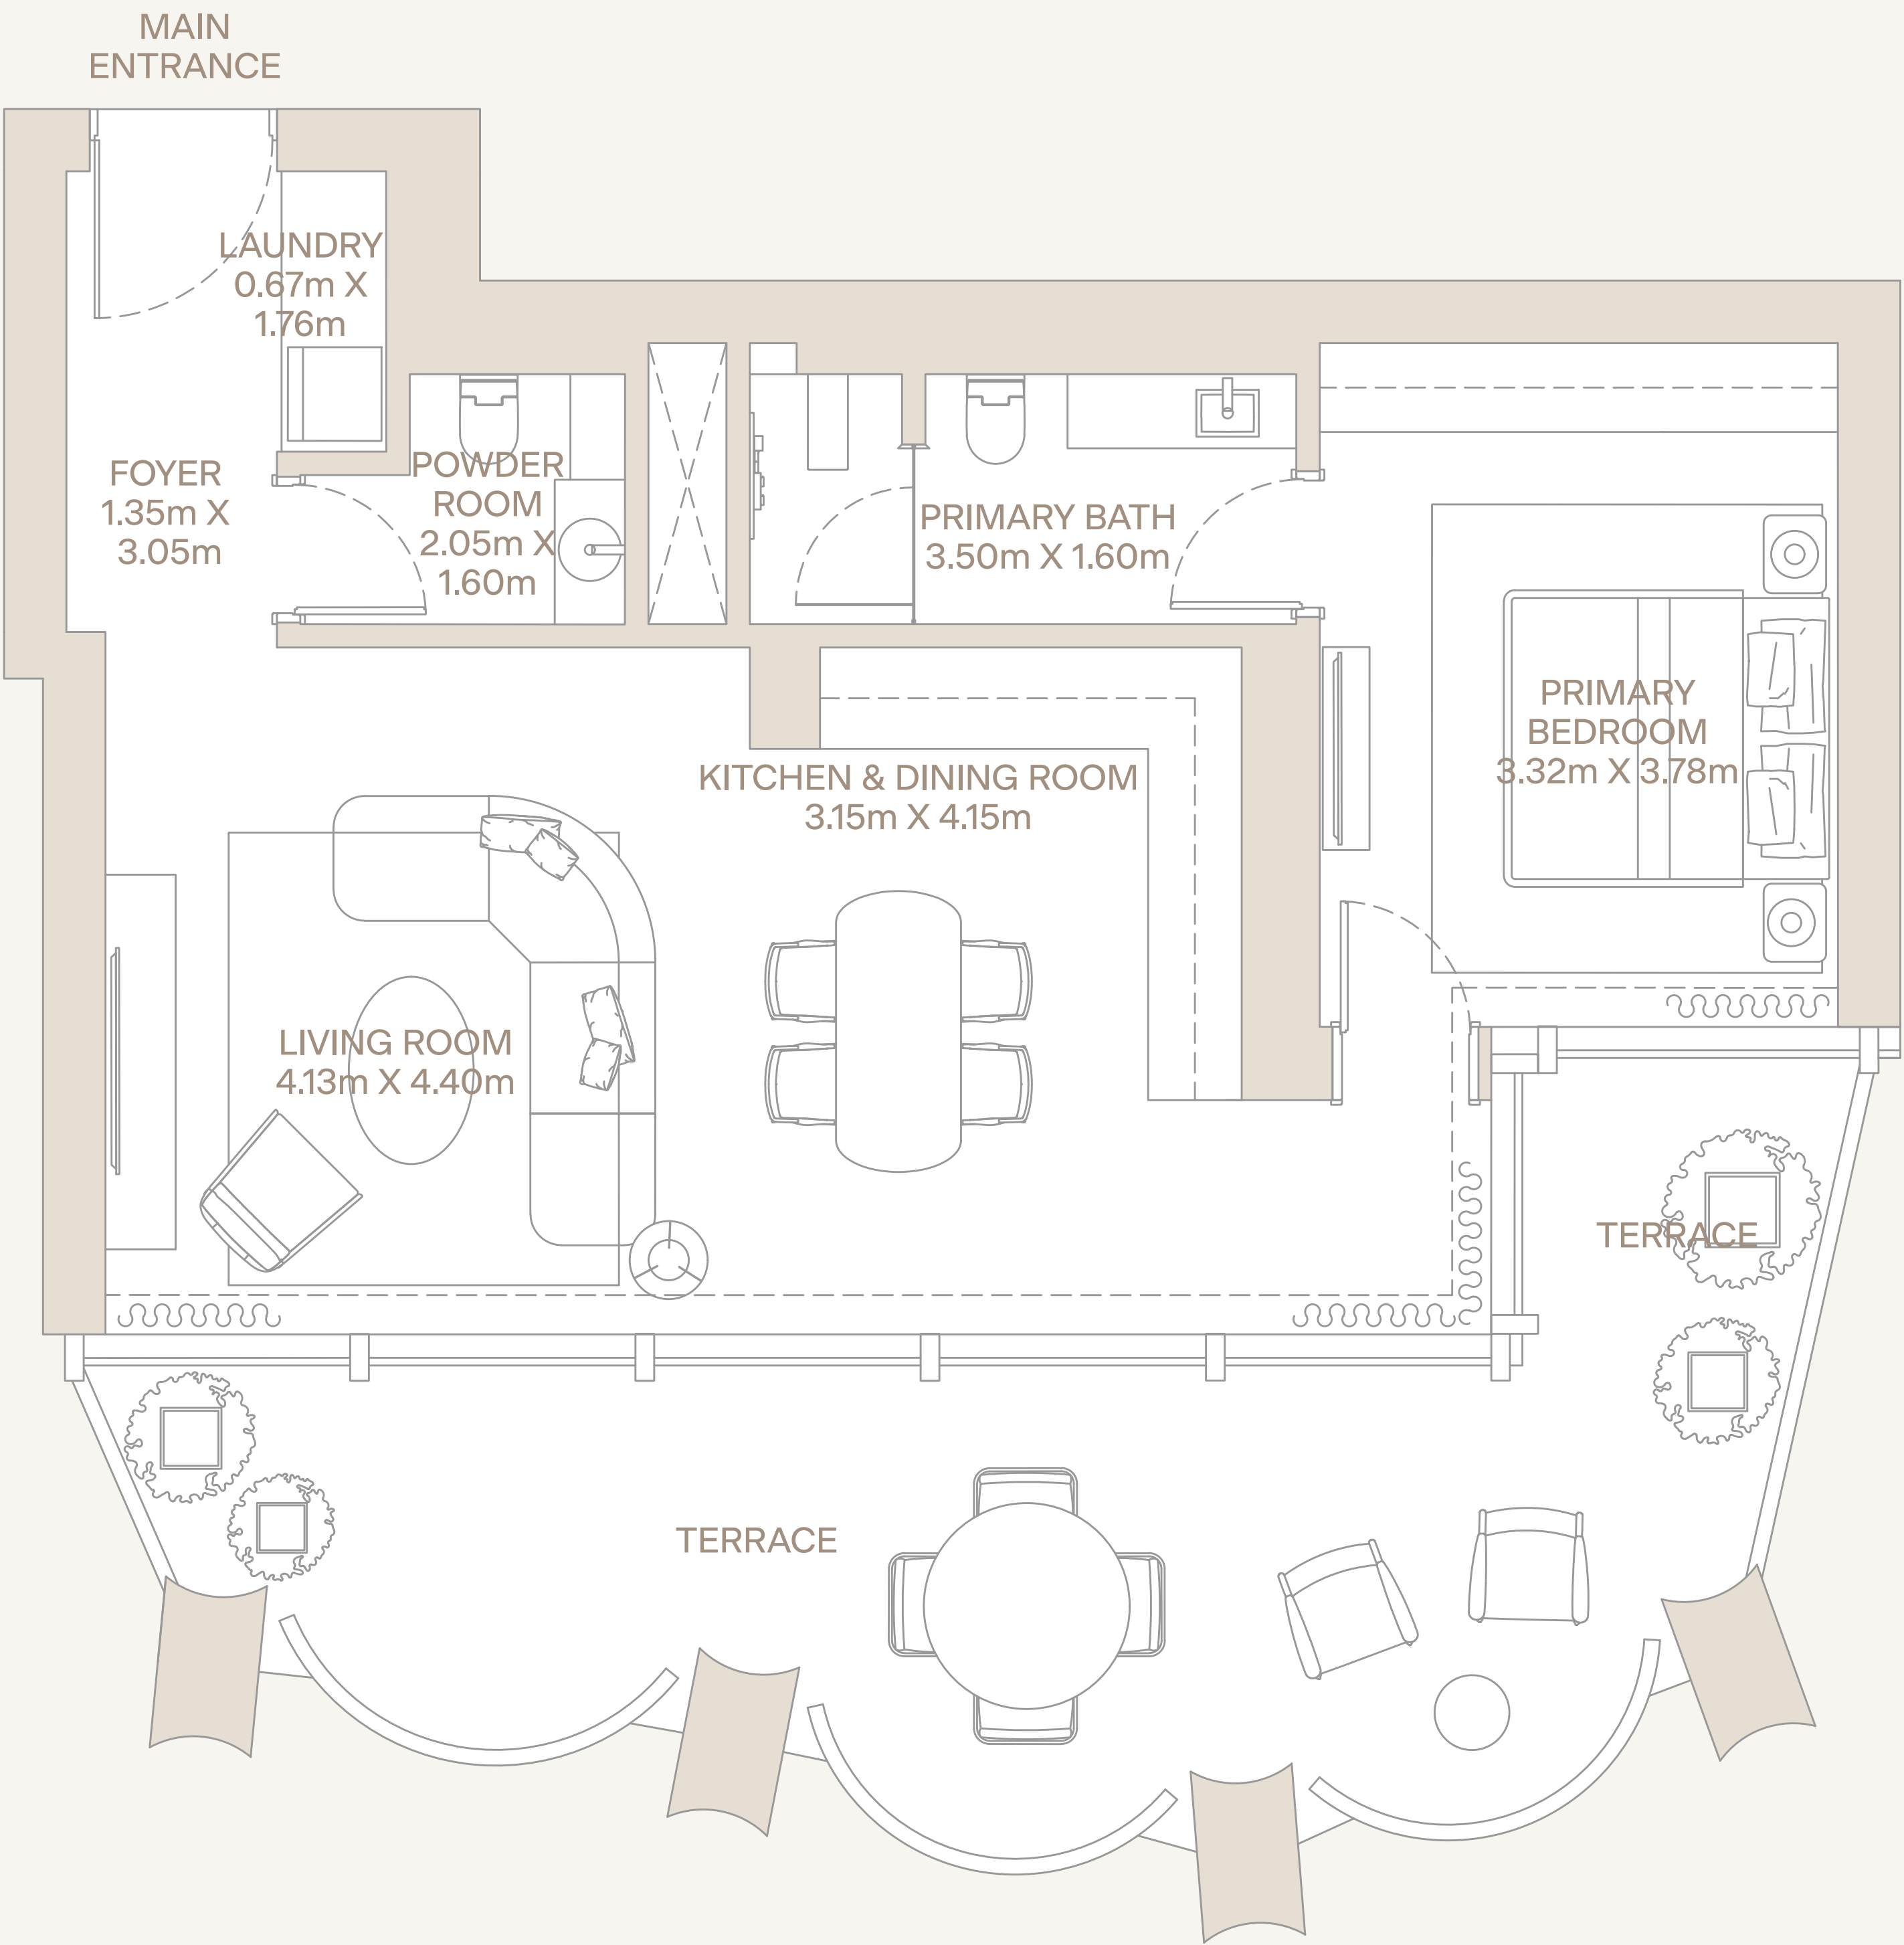 MAIN
ENTRANCE
LAUNDRY
0.67m X
1.76m
FOYER
1.35m X
3.05m
POWDER
ROOM
2.05m X
1.60m
PRIMARY BATH
3.50m X 1.60m
PRIMARY
BEDROOM
3.32m X 3.78m
KITCHEN & DINING ROOM
3.15m X 4.15m
LIVING ROOM
4.13m X 4.40m
TERRACE
TERRACE